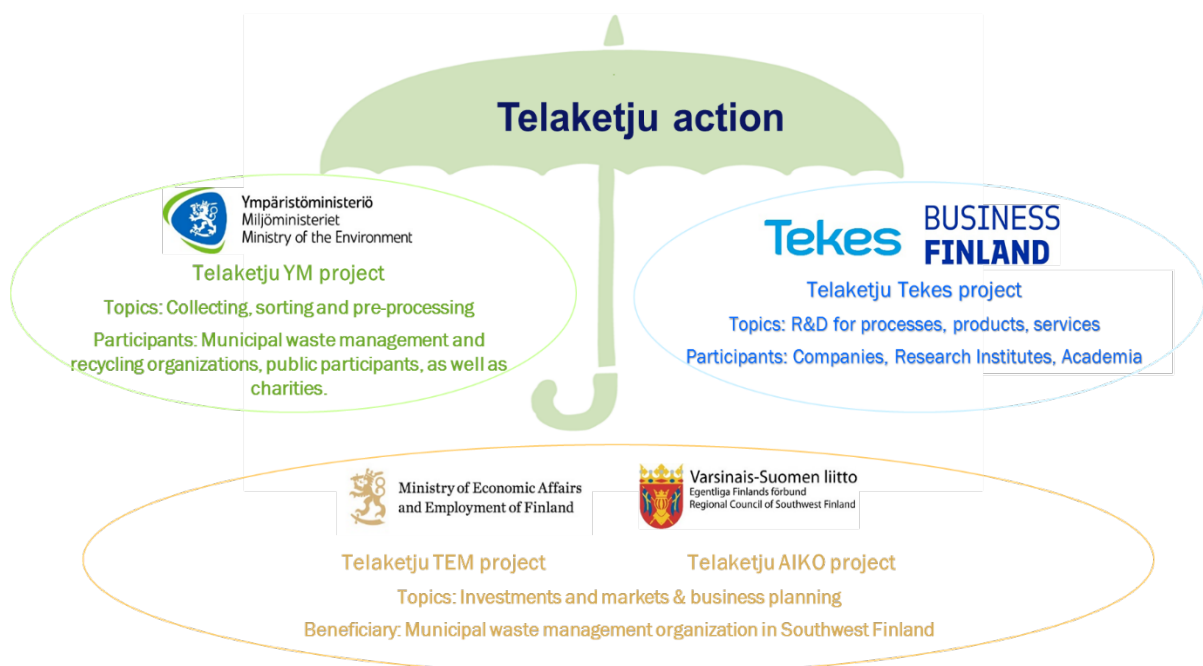 Telaketju action
Ympäristöministeriö
Miljöministeriet
Ministry of the Environment
Telaketju YM project
Topics: Collecting, sorting and pre-processing
Participants: Municipal waste management and
recycling organizations, public participants, as well as
charities.
Tekes
BUSINESS
FINLAND
Telaketju Tekes project
Topics: R&D for processes, products, services
Participants: Companies, Research Institutes, Academia
Ministry of Economic Affairs
and Employment of Finland
Varsinais-Suomen liitto
Egentliga Finlands förbund
Regional Council of Southwest Finland
Telaketju TEM project
Telaketju AIKO project
Topics: Investments and markets & business planning
Beneficiary: Municipal waste management organization in Southwest Finland